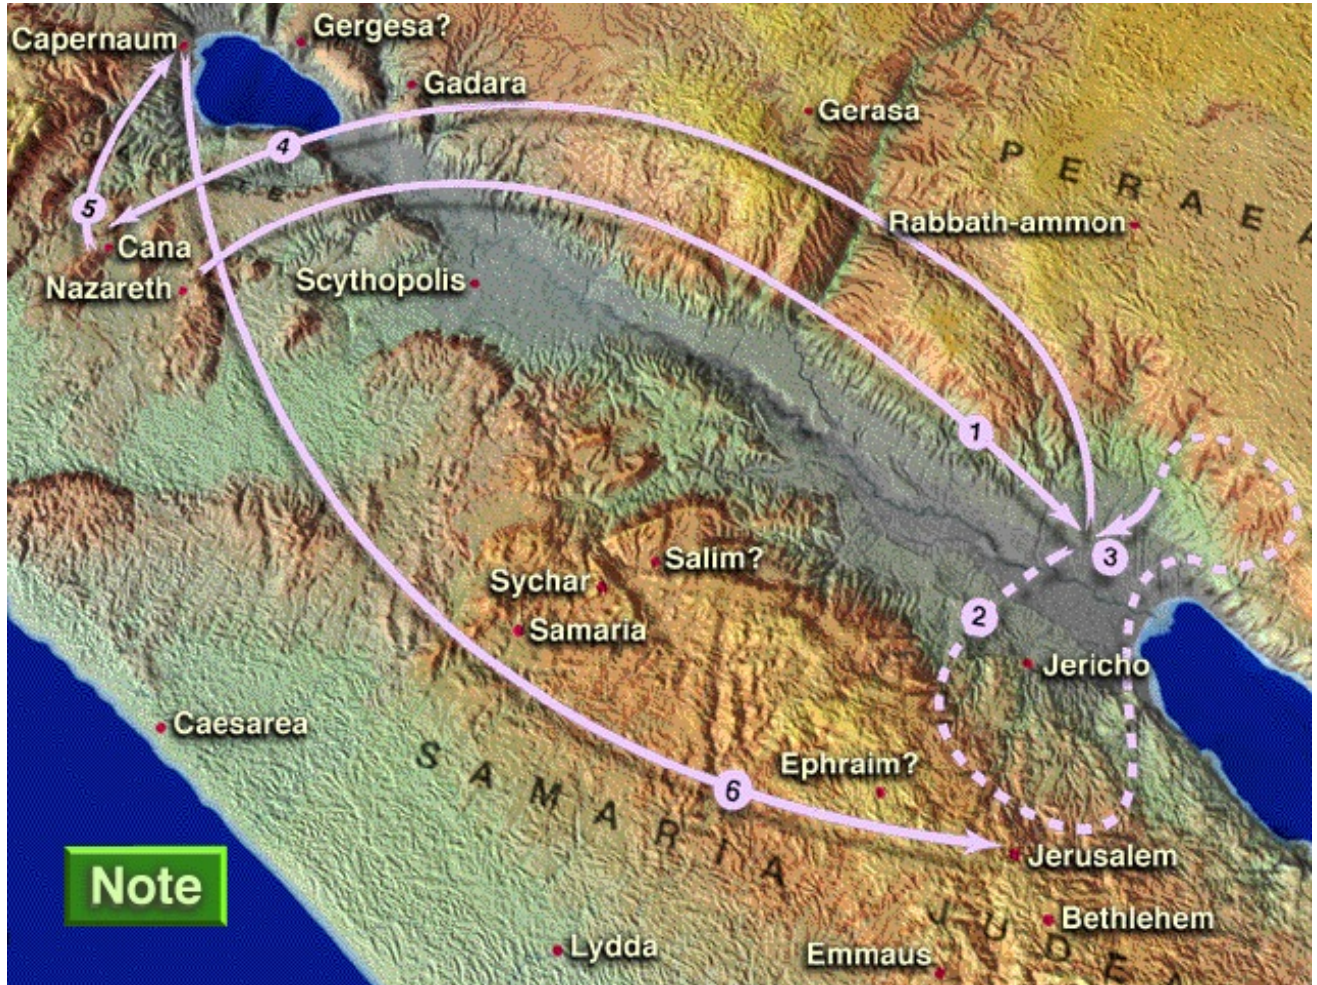 Capernaum
Gergesa?
Gadara
Gerasa
PERAEA
4
5
Rabbath-ammon
Cana
Nazareth
Scythopolis
1
3
Salim?
Sychar
2
Samaria
Jericho
Caesarea
SAMARIA
Ephraim?
6
Jerusalem
Note
Bethlehem
JUDEA
Lydda
Emmaus